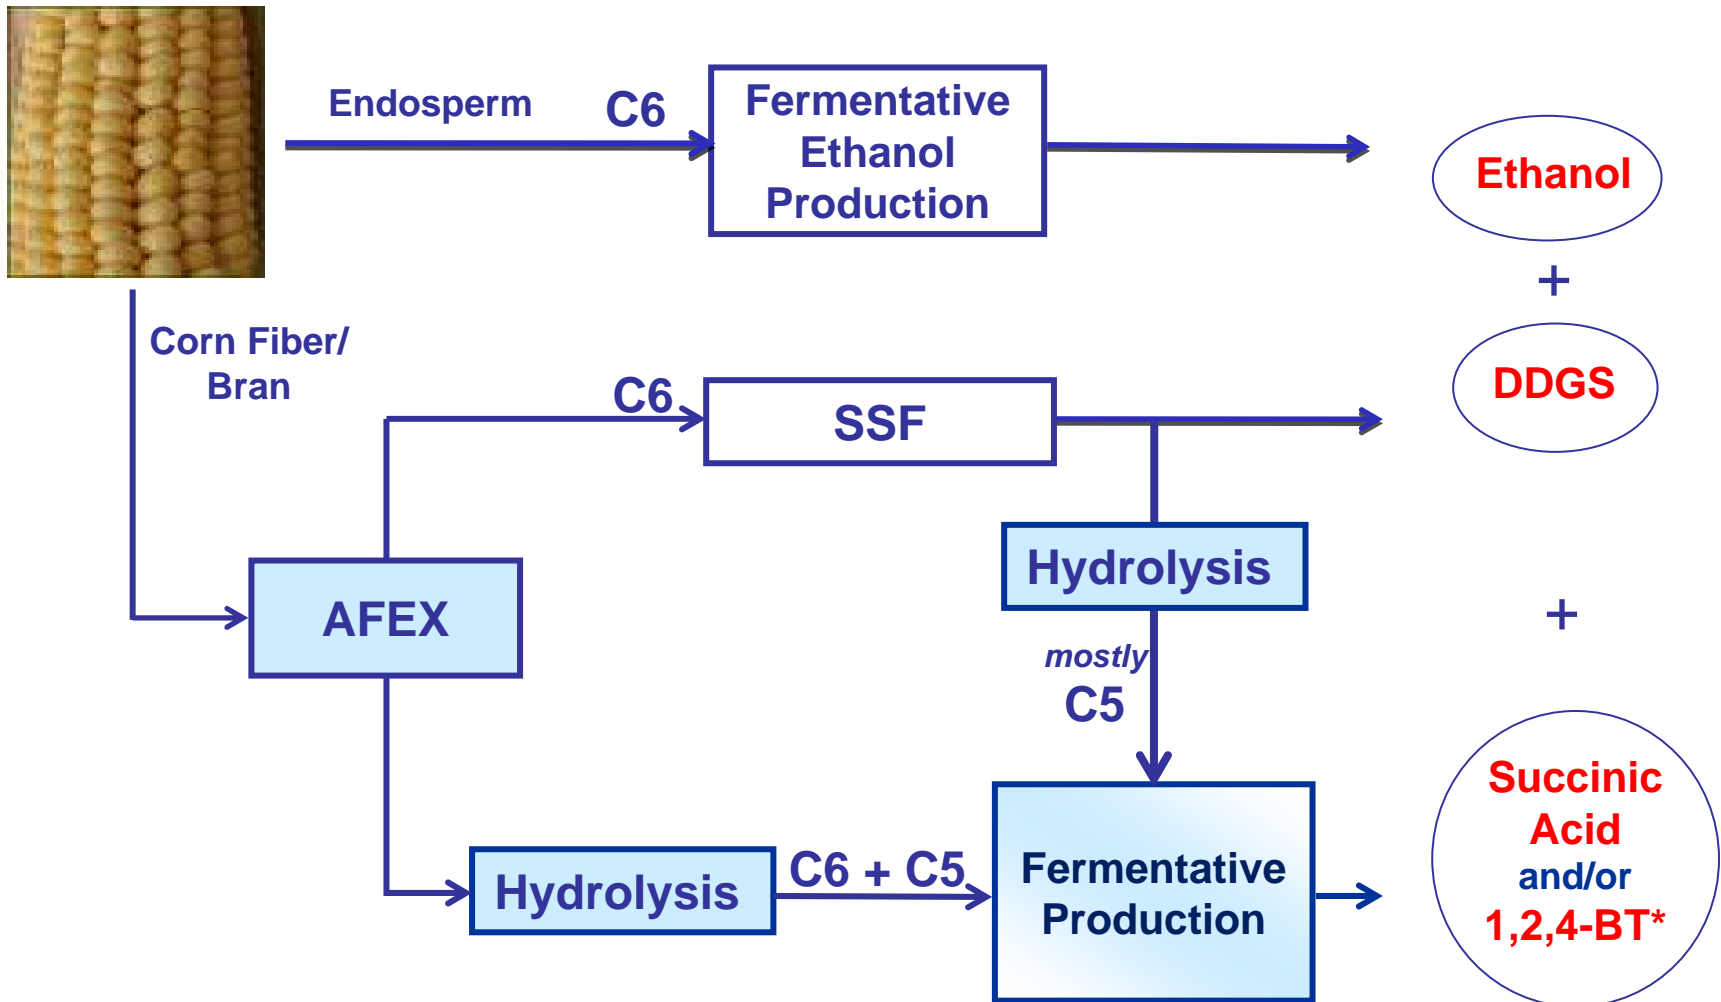 Endosperm
C6
Fermentative
Ethanol
Production
Ethanol
+
Corn Fiber/
Bran
C6
SSF
DDGS
Hydrolysis
+
AFEX
mostly
C5
Hydrolysis
C6 + C5
Fermentative
Production
Succinic
Acid
and/or
1,2,4-BT*